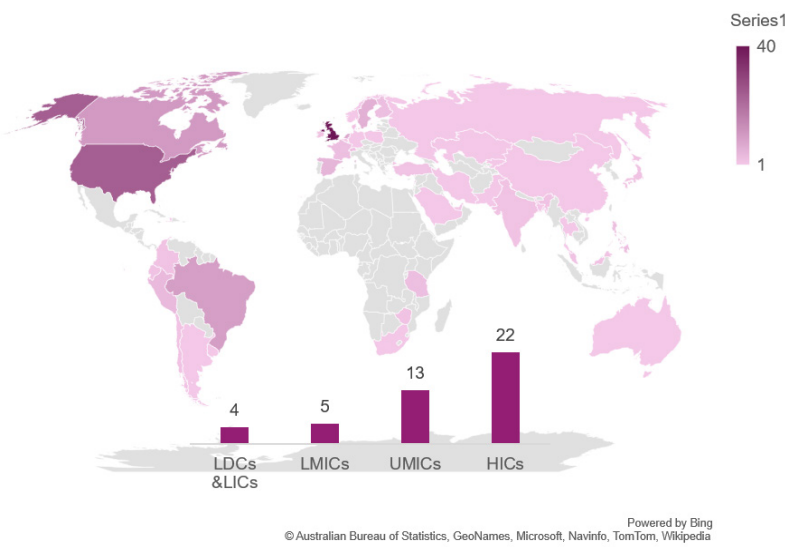 Series1
40
1
22
13
5
4
LDCs
&LICs
LMICs
UMICs
HICs
Powered by Bing
© Australian Bureau of Statistics, GeoNames, Microsoft, Navinfo, TomTom, Wikipedia